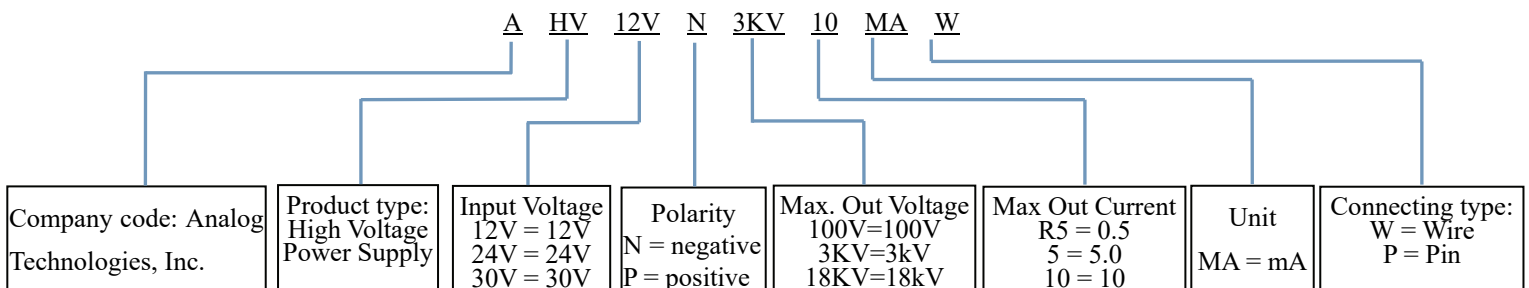 A HV 12V N 3KV 10 MA W
Company code: Analog
Technologies, Inc.
Product type:
High Voltage
Power Supply
Input Voltage
12V = 12V
24V = 24V
30V = 30V
Polarity
N = negative
P = positive
Max. Out Voltage
100V=100V
3KV=3kV
18KV=18kV
Max Out Current
R5 = 0.5
5 = 5.0
10 = 10
Unit
MA = mA
Connecting type:
W = Wire
P = Pin